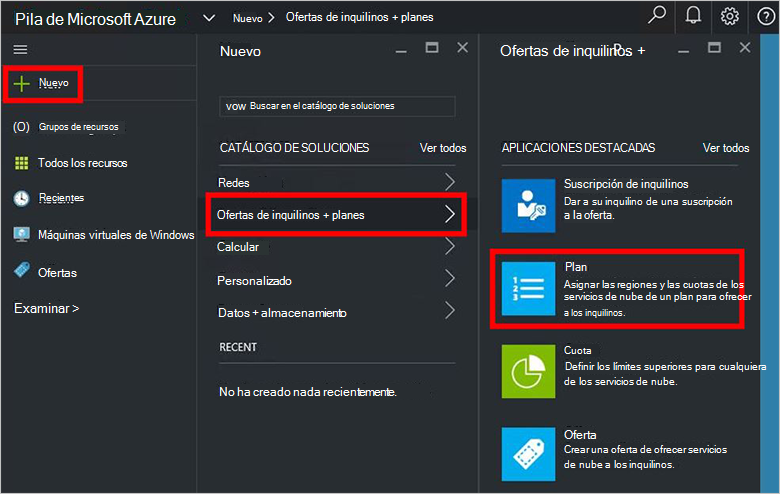 Pila de Microsoft Azure
Nuevo > Ofertas de inquilinos + planes
Nuevo
Grupos de recursos
Todos los recursos
Recientes
Máquinas virtuales de Windows
Ofertas
Examinar >
Nuevo
vow Buscar en el catálogo de soluciones
CATÁLOGO DE SOLUCIONES Ver todos
Redes
Ofertas de inquilinos + planes
Calcular
Personalizado
Datos + almacenamiento
RECENT
No ha creado nada recientemente.
Ofertas de inquilinos +
APLICACIONES DESTACADAS Ver todos
Suscripción de inquilinos
Dar a su inquilino de una suscripción
a la oferta.
Plan
Asignar las regiones y las cuotas de los
servicios de nube de un plan para ofrecer
a los inquilinos.
Cuota
Definir los límites superiores para cualquiera
de los servicios de nube.
Oferta
Crear una oferta de ofrecer servicios
de nube a los inquilinos.